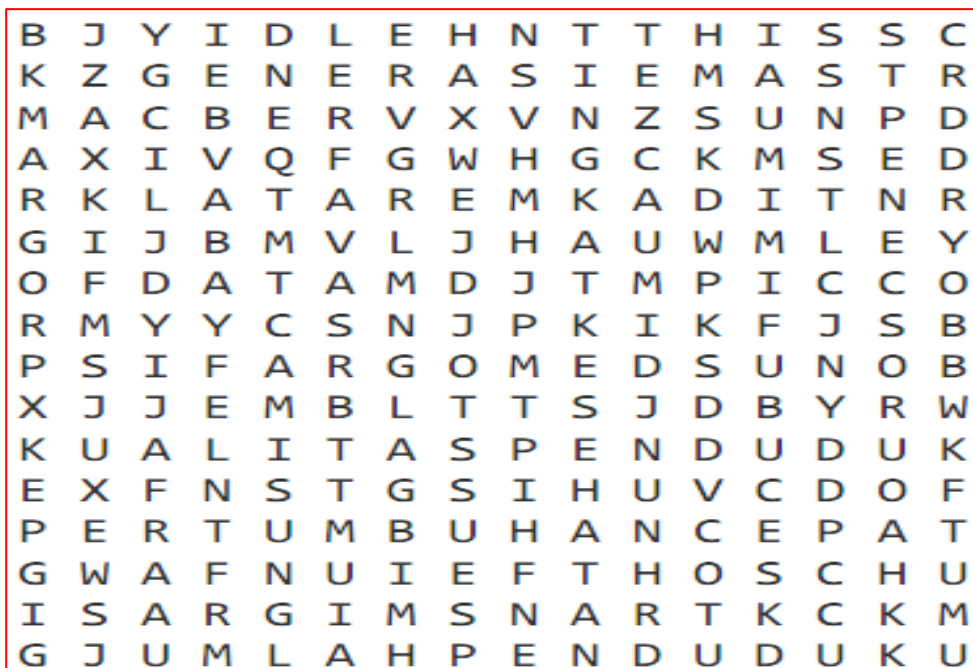 B J Y I D L E H N T T H I S S C
K Z G E N E R A S I E M A S T R
M A C B E R V X V N Z S U N P D
A X I V Q F G W H G C K M S E D
R K L A T A R E M K A D I T N R
G I J B M V L J H A U W M L E Y
O F D A T A M D J T M P I C C O
R M Y Y C S N J P K I K F J S B
P S I F A R G O M E D S U N O B
X J J E M B L T T S J D B Y R W
K U A L I T A S P E N D U D U K
E X F N S T G S I H U V C D O F
P E R T U M B U H A N C E P A T
G W A F N U I E F T H O S C H U
I S A R G I M S N A R T K C K M
G J U M L A H P E N D U D U K U